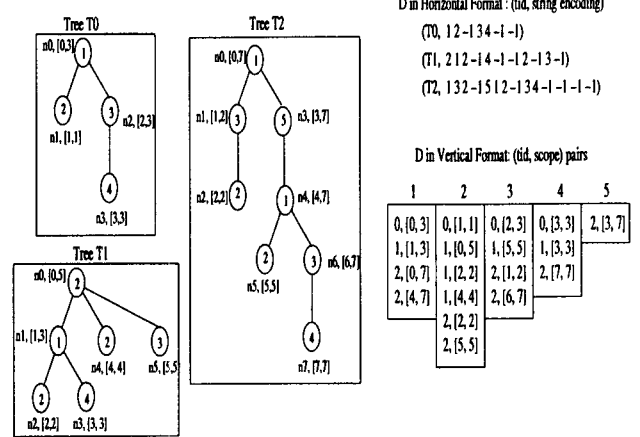 D in Horizontal Format : (tid, string encoding)
(T0, 1 2 -1 3 4 -1 -1)
(T1, 2 1 2 -1 4 -1 -1 2 -1 3 -1)
(T2, 1 3 2 -1 -1 5 1 2 -1 3 4 -1 -1 -1 -1)
Tree T0
n0, [0,3]
1
2
3
n1, [1,1]
n2, [2,3]
4
n3, [3,3]
Tree T1
n0, [0,5]
2
n1, [1,3]
1
2
3
n4, [4, 4]
n5, [5,5]
2
4
n2, [2,2]
n3, [3, 3]
Tree T2
n0, [0,7]
1
n1, [1,2]
3
5
n3, [3,7]
2
n2, [2,2]
1
n4, [4,7]
2
3
n6, [6,7]
n5, [5,5]
4
n7, [7,7]
D in Vertical Format: (tid, scope) pairs
1 2 3 4 5
0, [0, 3] 0, [1, 1] 0, [2, 3] 0, [3, 3] 2, [3, 7]
1, [1, 3] 1, [0, 5] 1, [5, 5] 1, [3, 3]
2, [0, 7] 1, [2, 2] 2, [1, 2] 2, [7, 7]
2, [4, 7] 1, [4, 4] 2, [6, 7]
2, [2, 2]
2, [5, 5]